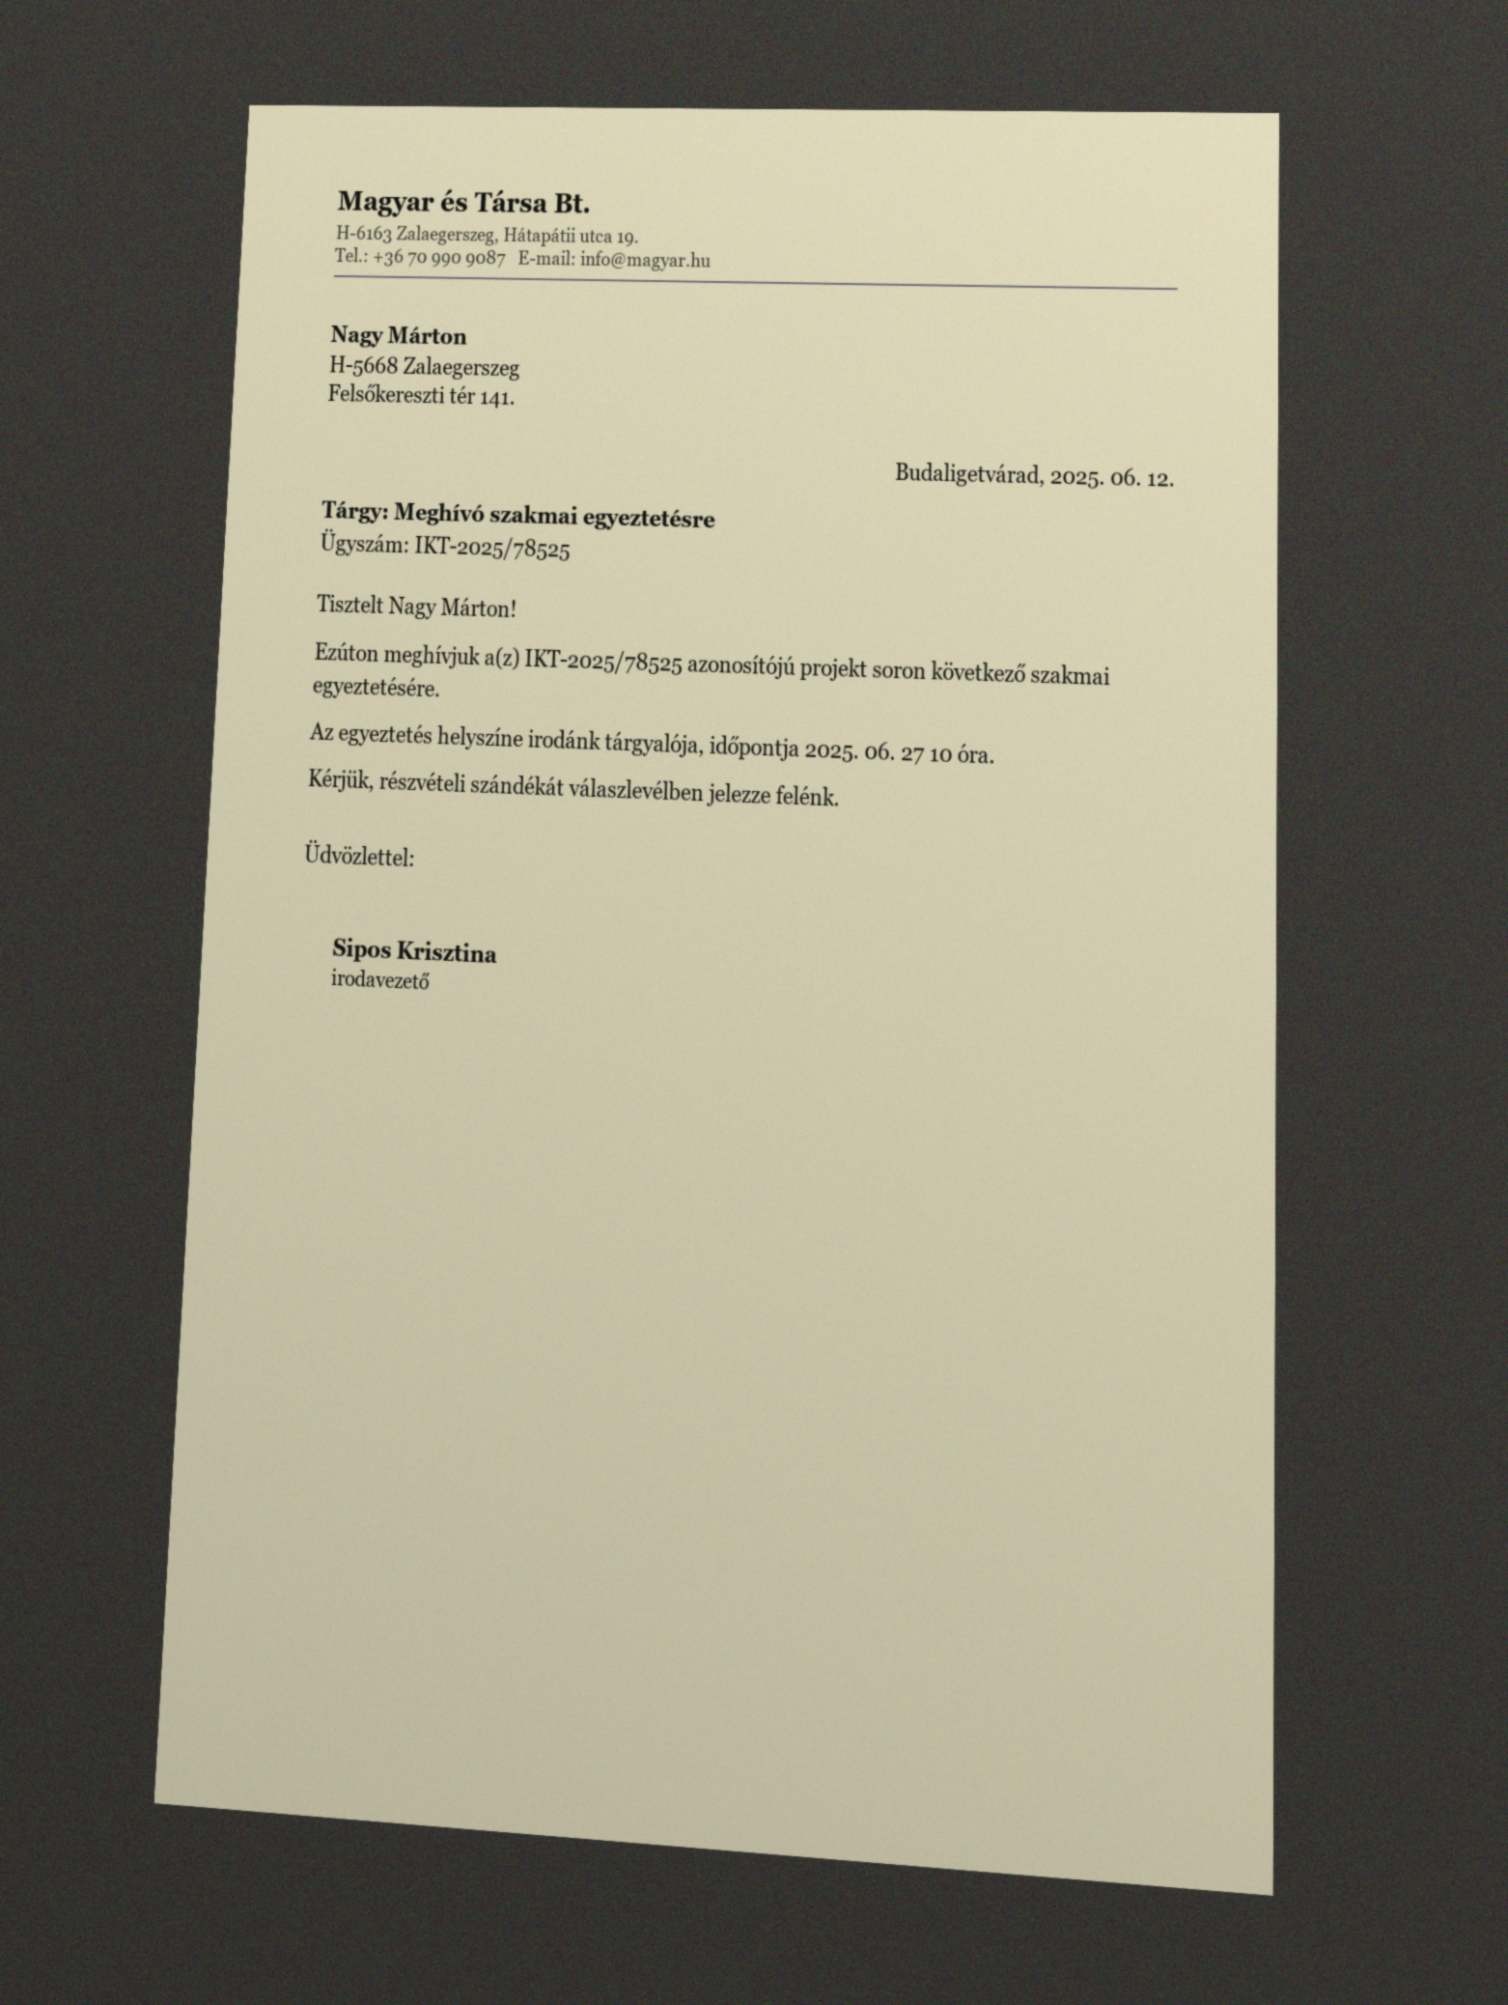 Magyar és Társa Bt.
H-6163 Zalaegerszeg, Hátapátii utca 19.
Tel.: +36 70 990 9087 E-mail: info@magyar.hu
Nagy Márton
H-5668 Zalaegerszeg
Felsőkereszti tér 141.
Budaligetvárad, 2025. 06. 12.
Tárgy: Meghívó szakmai egyeztetésre
Ügyszám: IKT-2025/78525
Tisztelt Nagy Márton!
Ezúton meghívjuk a(z) IKT-2025/78525 azonosítójú projekt soron következő szakmai
egyeztetésére.
Az egyeztetés helyszíne irodánk tárgyalója, időpontja 2025. 06. 27 10 óra.
Kérjük, részvételi szándékát válaszlevélben jelezze felénk.
Üdvözlettel:
Sipos Krisztina
irodavezető